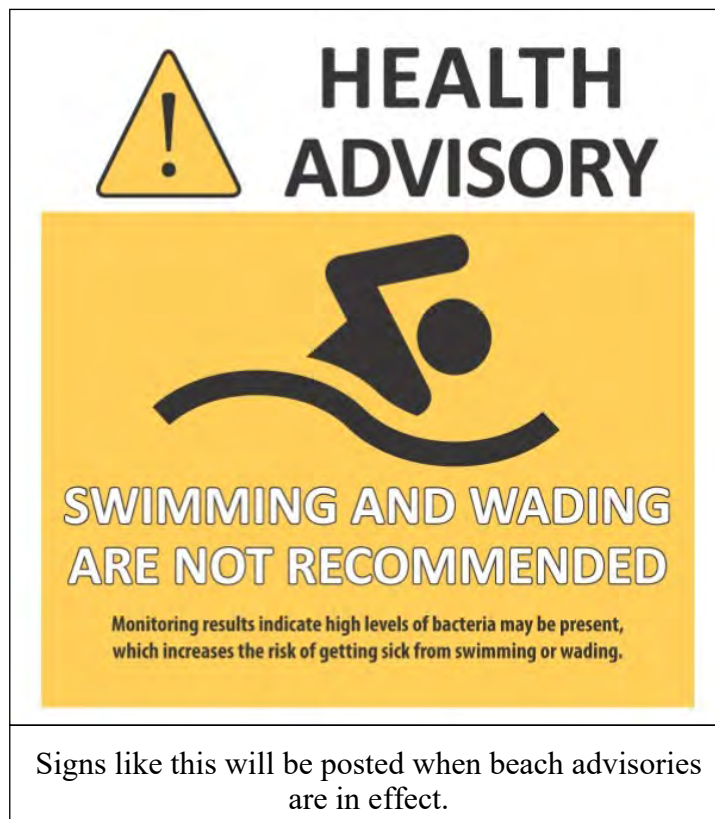 !
HEALTH
ADVISORY
SWIMMING AND WADING
ARE NOT RECOMMENDED
Monitoring results indicate high levels of bacteria may be present,
which increases the risk of getting sick from swimming or wading.
Signs like this will be posted when beach advisories
are in effect.